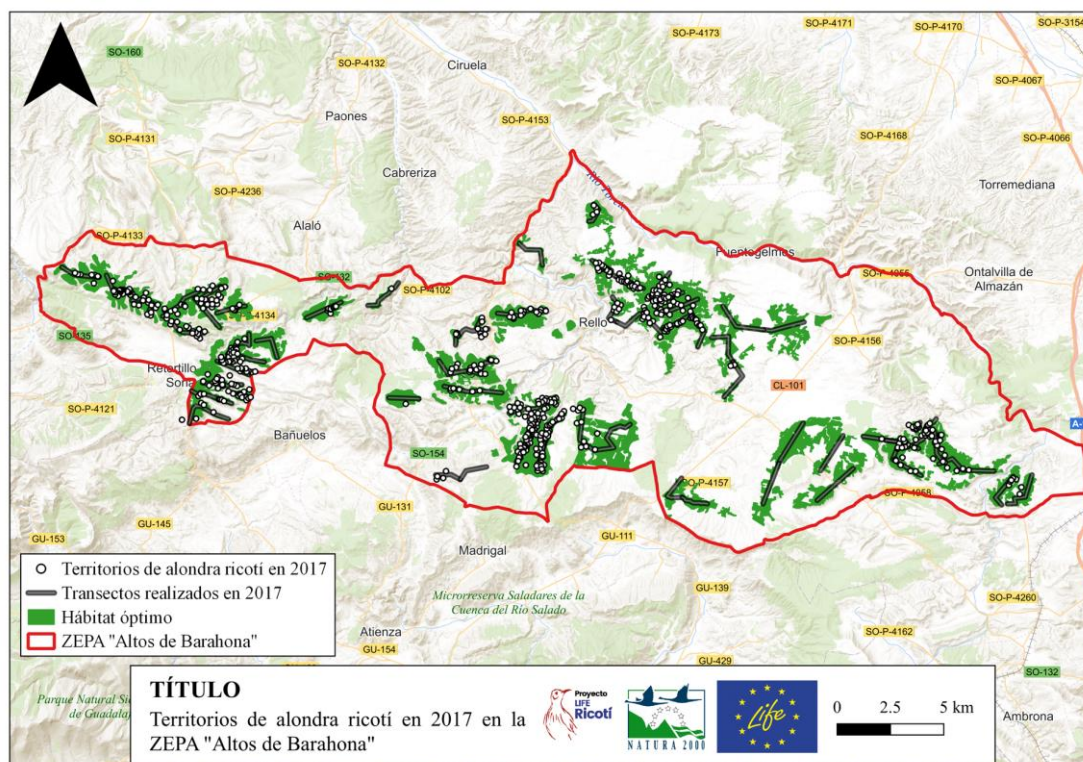 SO-P-4171
SO-P-4170
SO-P-3154
SO-P-4173
SO-160
SO-P-4132
Ciruela
SO-P-4067
Paones
SO-P-4153
SO-P-4131
SO-P-4168
SO-P-4066
Cabreriza
Torremediana
SO-P-4236
Alaló
SO-P-4133
Fuentegelmes
SO-132
SO-P-4102
Ontalvilla de
Almazán
SO-P-4134
Rello
SO-135
SO-P-4156
Retortillo
Soria
CL-101
SO-P-4121
Bañuelos
SO-154
A-
SO-P-4157
SO-P-4058
GU-131
GU-145
GU-153
GU-111
Madrigal
GU-139
Microrreserva Saladares de la
Cuenca del Río Salado
SO-P-4260
Atienza
GU-154
SO-P-4162
GU-429
SO-132
Parque Natural
de Guadalaj
Ambrona
Territorios de alondra ricotí en 2017
Transectos realizados en 2017
Hábitat óptimo
ZEPA "Altos de Barahona"
TÍTULO
Territorios de alondra ricotí en 2017 en la
ZEPA "Altos de Barahona"
Proyecto
LIFE
Ricotí
NATURA 2000
Life
0 2.5 5 km